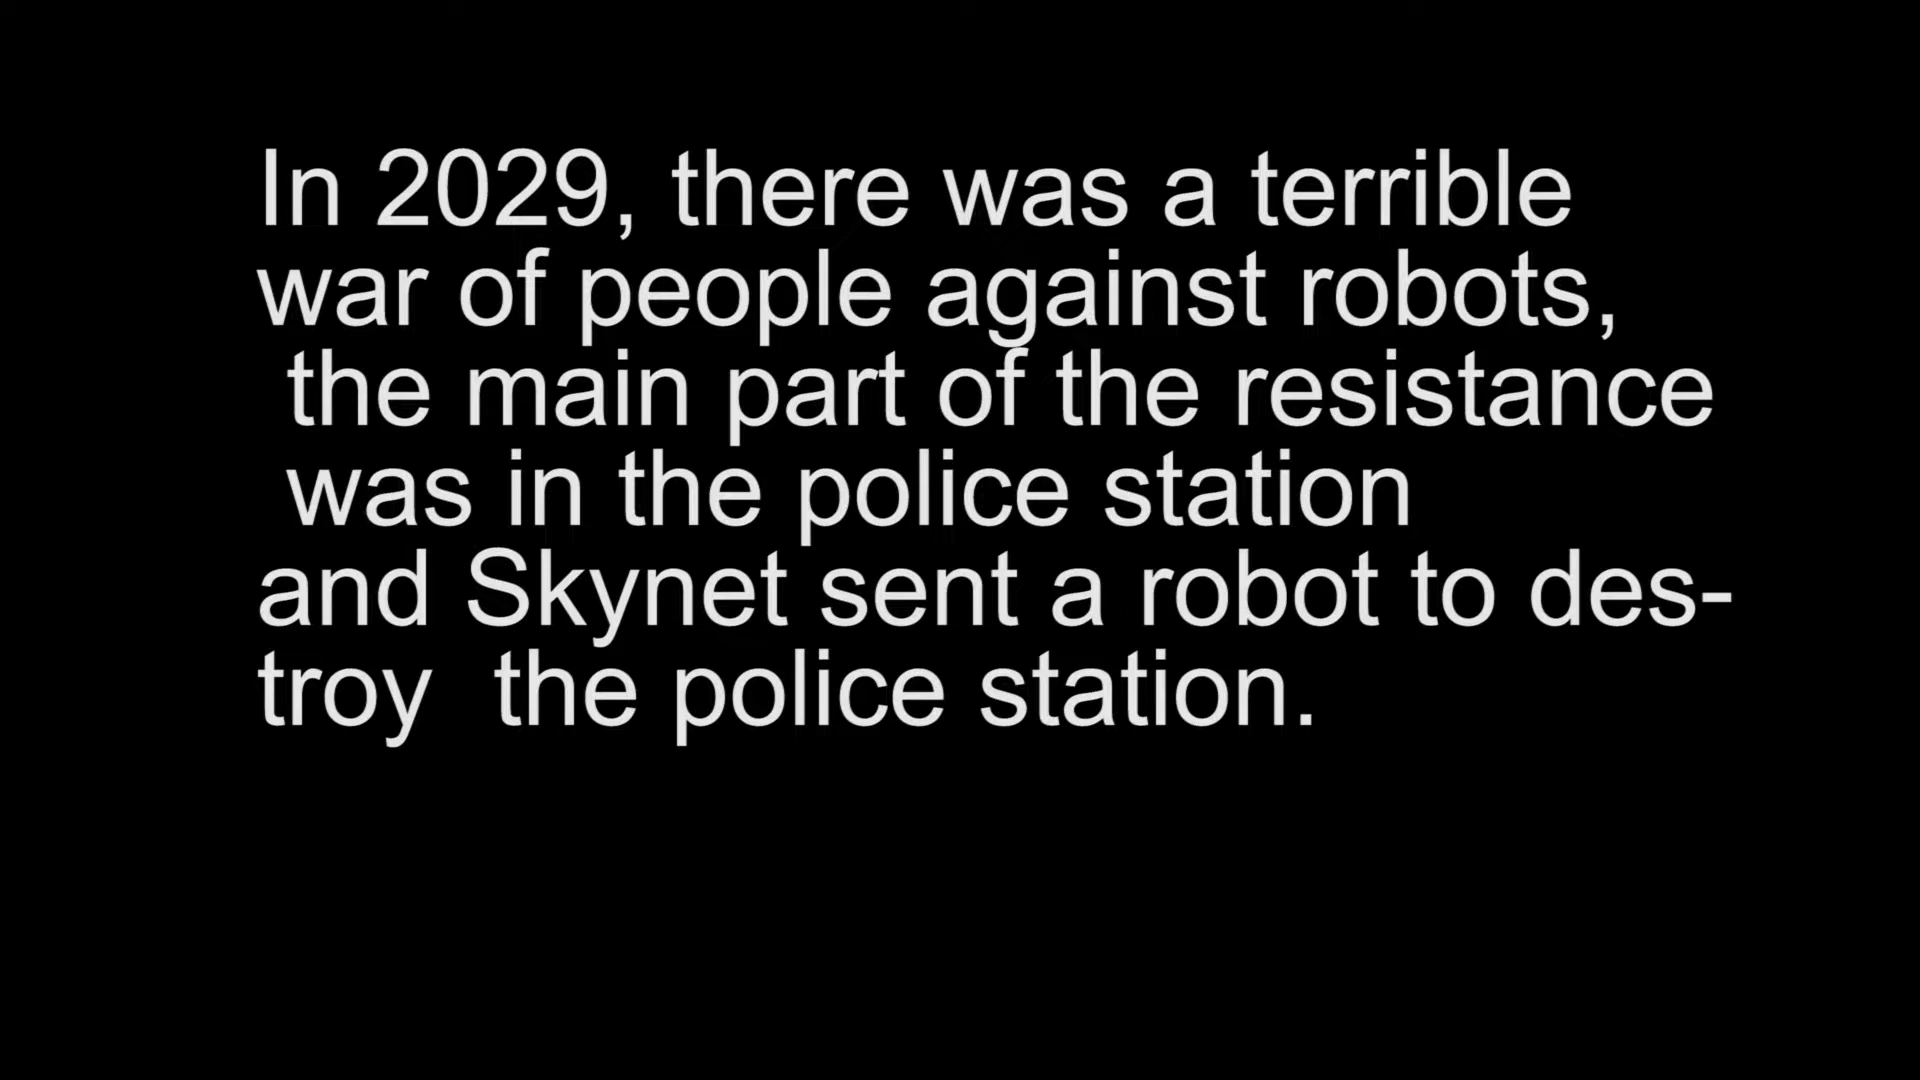 In 2029, there was a terrible
war of people against robots,
the main part of the resistance
was in the police station
and Skynet sent a robot to des-
troy the police station.